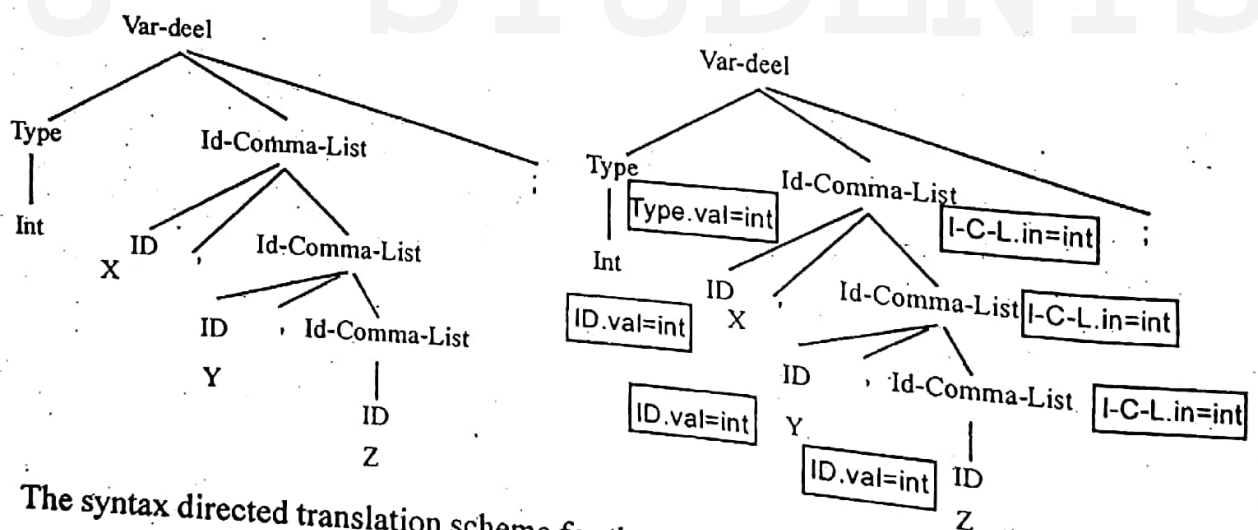 STUDENTS
Var-deel
Type
Id-Comma-List
;
Int
ID
,
Id-Comma-List
X
ID
,
Id-Comma-List
Y
ID
Z
Var-deel
Type
Type.val=int
Id-Comma-List
I-C-L.in=int
;
Int
ID
,
Id-Comma-List
I-C-L.in=int
ID.val=int
X
ID
,
Id-Comma-List
I-C-L.in=int
ID.val=int
Y
ID.val=int
ID
Z
The syntax directed translation scheme for